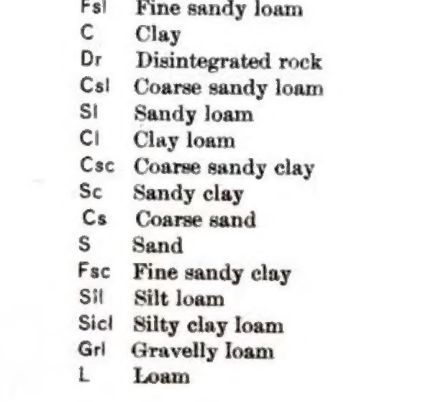 Fsl Fine sandy loam
C Clay
Dr Disintegrated rock
Csl Coarse sandy loam
Sl Sandy loam
Cl Clay loam
Csc Coarse sandy clay
Sc Sandy clay
Cs Coarse sand
S Sand
Fsc Fine sandy clay
Sil Silt loam
Sicl Silty clay loam
Grl Gravelly loam
L Loam